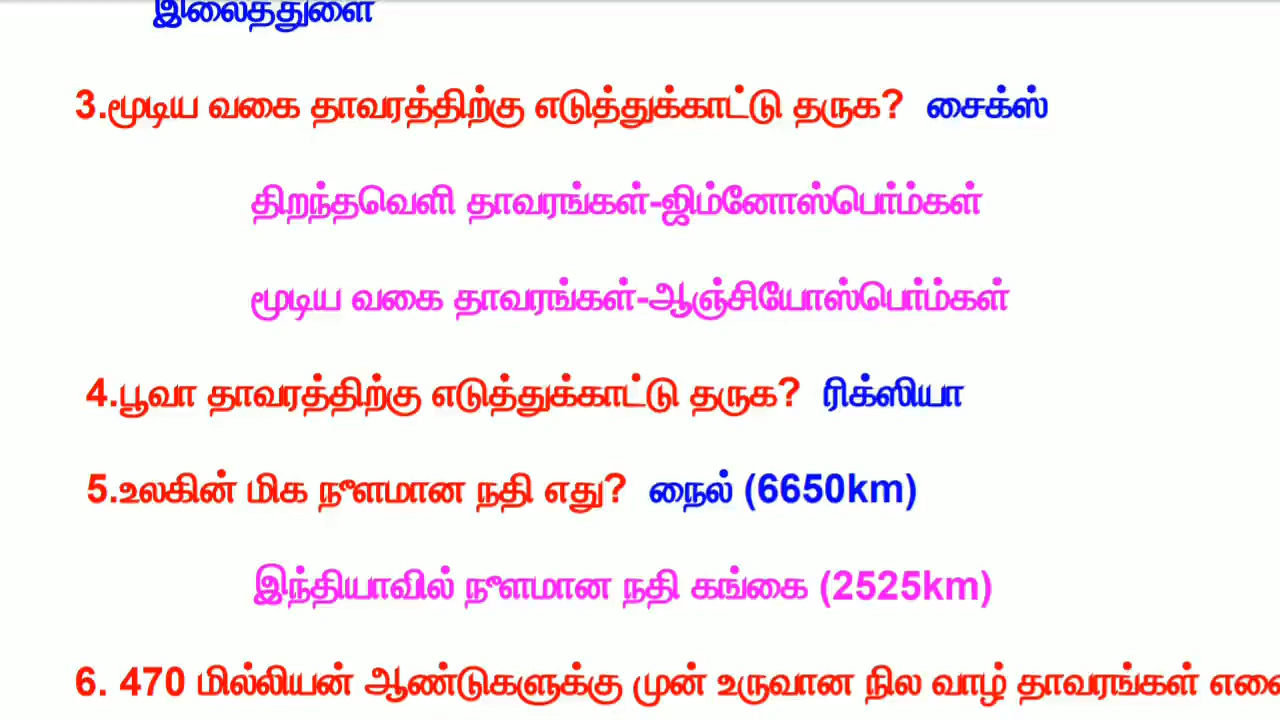 இலைத்துளை
3.மூடிய வகை தாவரத்திற்கு எடுத்துக்காட்டு தருக? சைக்ஸ்
திறந்தவெளி தாவரங்கள்-ஜிம்னோஸ்பெர்ம்கள்
மூடிய வகை தாவரங்கள்-ஆஞ்சியோஸ்பெர்ம்கள்
4.பூவா தாவரத்திற்கு எடுத்துக்காட்டு தருக? ரிக்ஸியா
5.உலகின் மிக நுளமான நதி எது? நைல் (6650km)
இந்தியாவில் நுளமான நதி கங்கை (2525km)
6. 470 மில்லியன் ஆண்டுகளுக்கு முன் உருவான நில வாழ் தாவரங்கள்